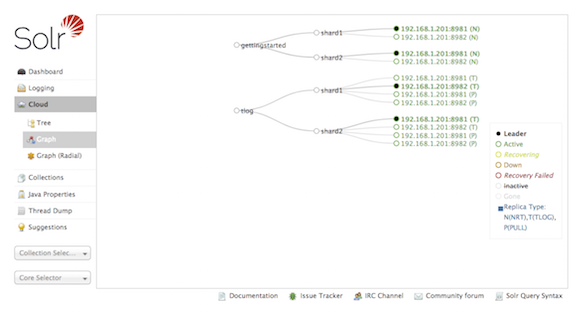 Solr
Dashboard
Logging
Cloud
Tree
Graph
Graph (Radial)
Collections
Java Properties
Thread Dump
Suggestions
Collection Selec...
Core Selector
gettingstarted
shard1
192.168.1.201:8981 (N)
192.168.1.201:8982 (N)
shard2
192.168.1.201:8981 (N)
192.168.1.201:8982 (N)
tlog
shard1
192.168.1.201:8981 (T)
192.168.1.201:8982 (T)
192.168.1.201:8981 (P)
192.168.1.201:8982 (P)
shard2
192.168.1.201:8981 (T)
192.168.1.201:8982 (T)
192.168.1.201:8981 (P)
192.168.1.201:8982 (P)
Leader
Active
Recovering
Down
Recovery Failed
inactive
Gone
Replica Type:
N(NRT),T(TLOG),
P(PULL)
Documentation
Issue Tracker
IRC Channel
Community forum
Solr Query Syntax